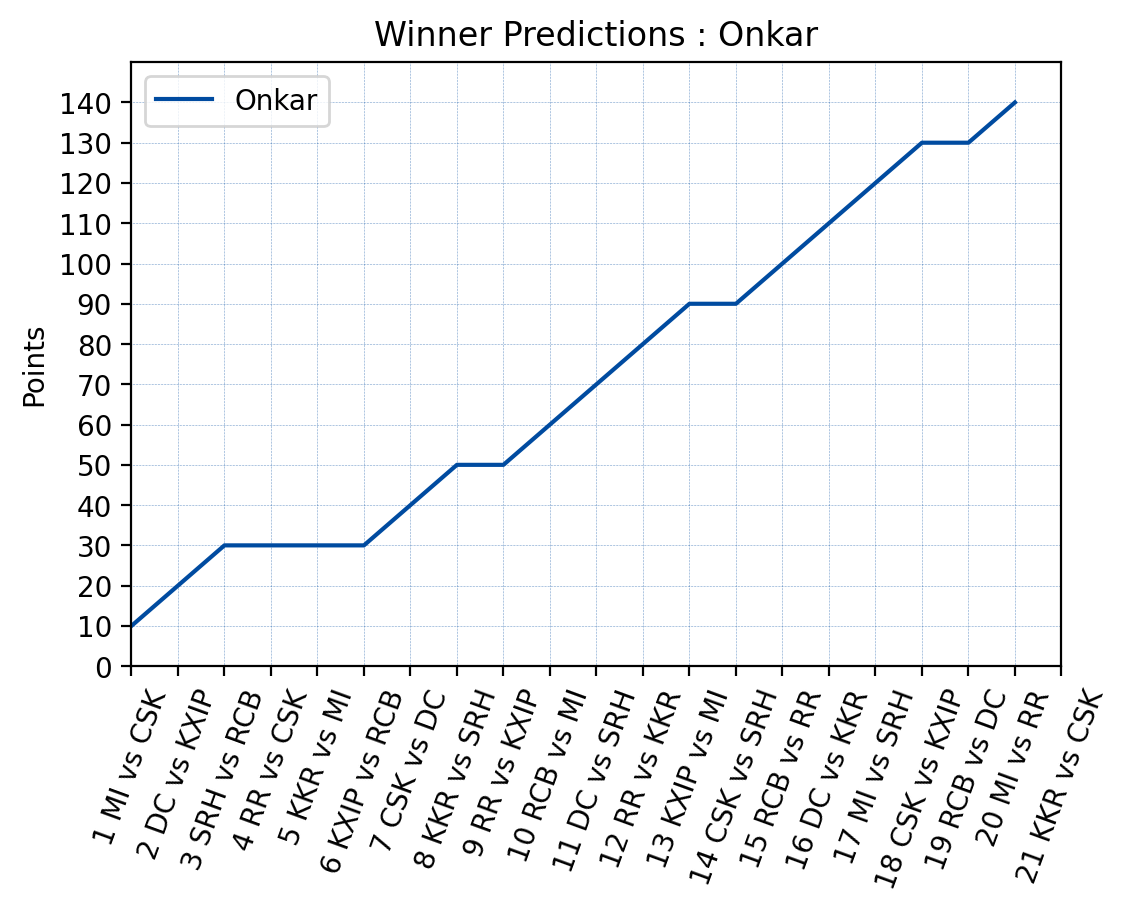 Winner Predictions : Onkar
Onkar
Points
140
130
120
110
100
90
80
70
60
50
40
30
20
10
0
1 MI vs CSK
2 DC vs KXIP
3 SRH vs RCB
4 RR vs CSK
5 KKR vs MI
6 KXIP vs RCB
7 CSK vs DC
8 KKR vs SRH
9 RR vs KXIP
10 RCB vs MI
11 DC vs SRH
12 RR vs KKR
13 KXIP vs MI
14 CSK vs SRH
15 RCB vs RR
16 DC vs KKR
17 MI vs SRH
18 CSK vs KXIP
19 RCB vs DC
20 MI vs RR
21 KKR vs CSK